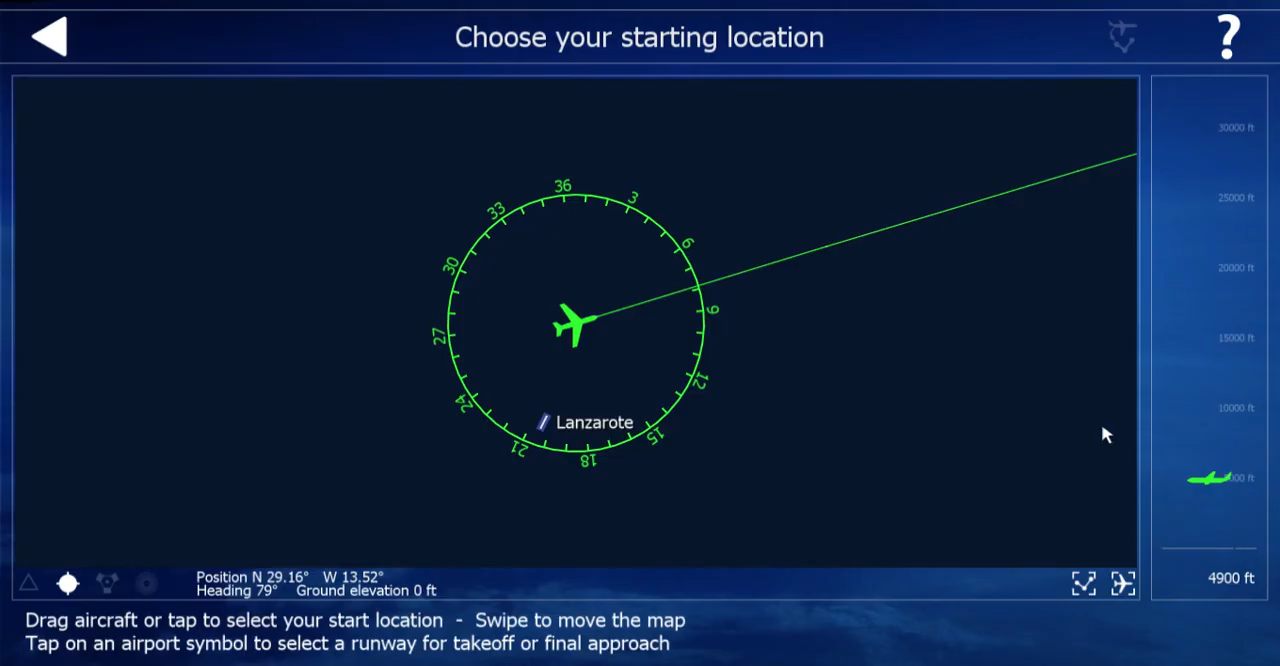 Choose your starting location
?
30000 ft
25000 ft
20000 ft
15000 ft
10000 ft
000 ft
4900 ft
36
3
6
9
12
15
18
21
24
27
30
33
Lanzarote
Position N 29.16° W 13.52°
Heading 79° Ground elevation 0 ft
Drag aircraft or tap to select your start location - Swipe to move the map
Tap on an airport symbol to select a runway for takeoff or final approach